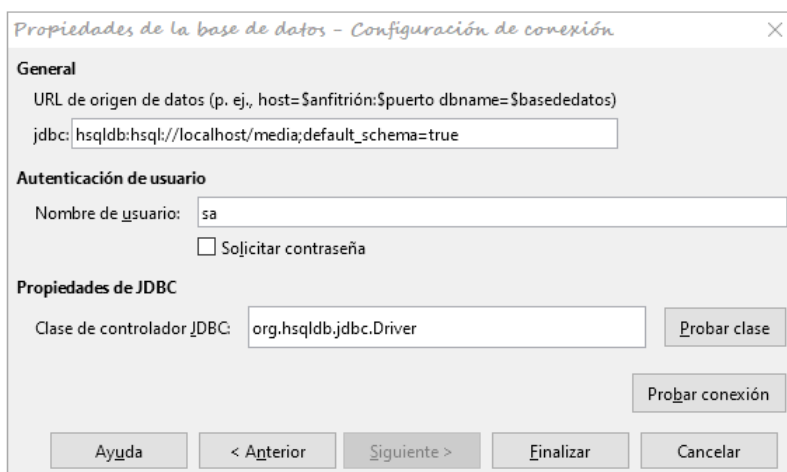 Propiedades de la base de datos - Configuración de conexión
General
URL de origen de datos (p. ej., host=$anfitrión:$puerto dbname=$basededatos)
jdbc: hsqldb:hsql://localhost/media;default_schema=true
Autenticación de usuario
Nombre de usuario: sa
Solicitar contraseña
Propiedades de JDBC
Clase de controlador JDBC: org.hsqldb.jdbc.Driver Probar clase
Probar conexión
Ayuda < Anterior Siguiente > Finalizar Cancelar